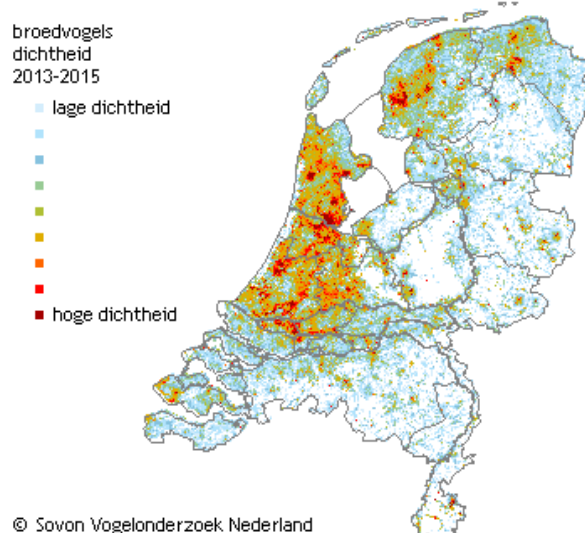 broedvogels
dichtheid
2013-2015
lage dichtheid
hoge dichtheid
© Sovon Vogelonderzoek Nederland